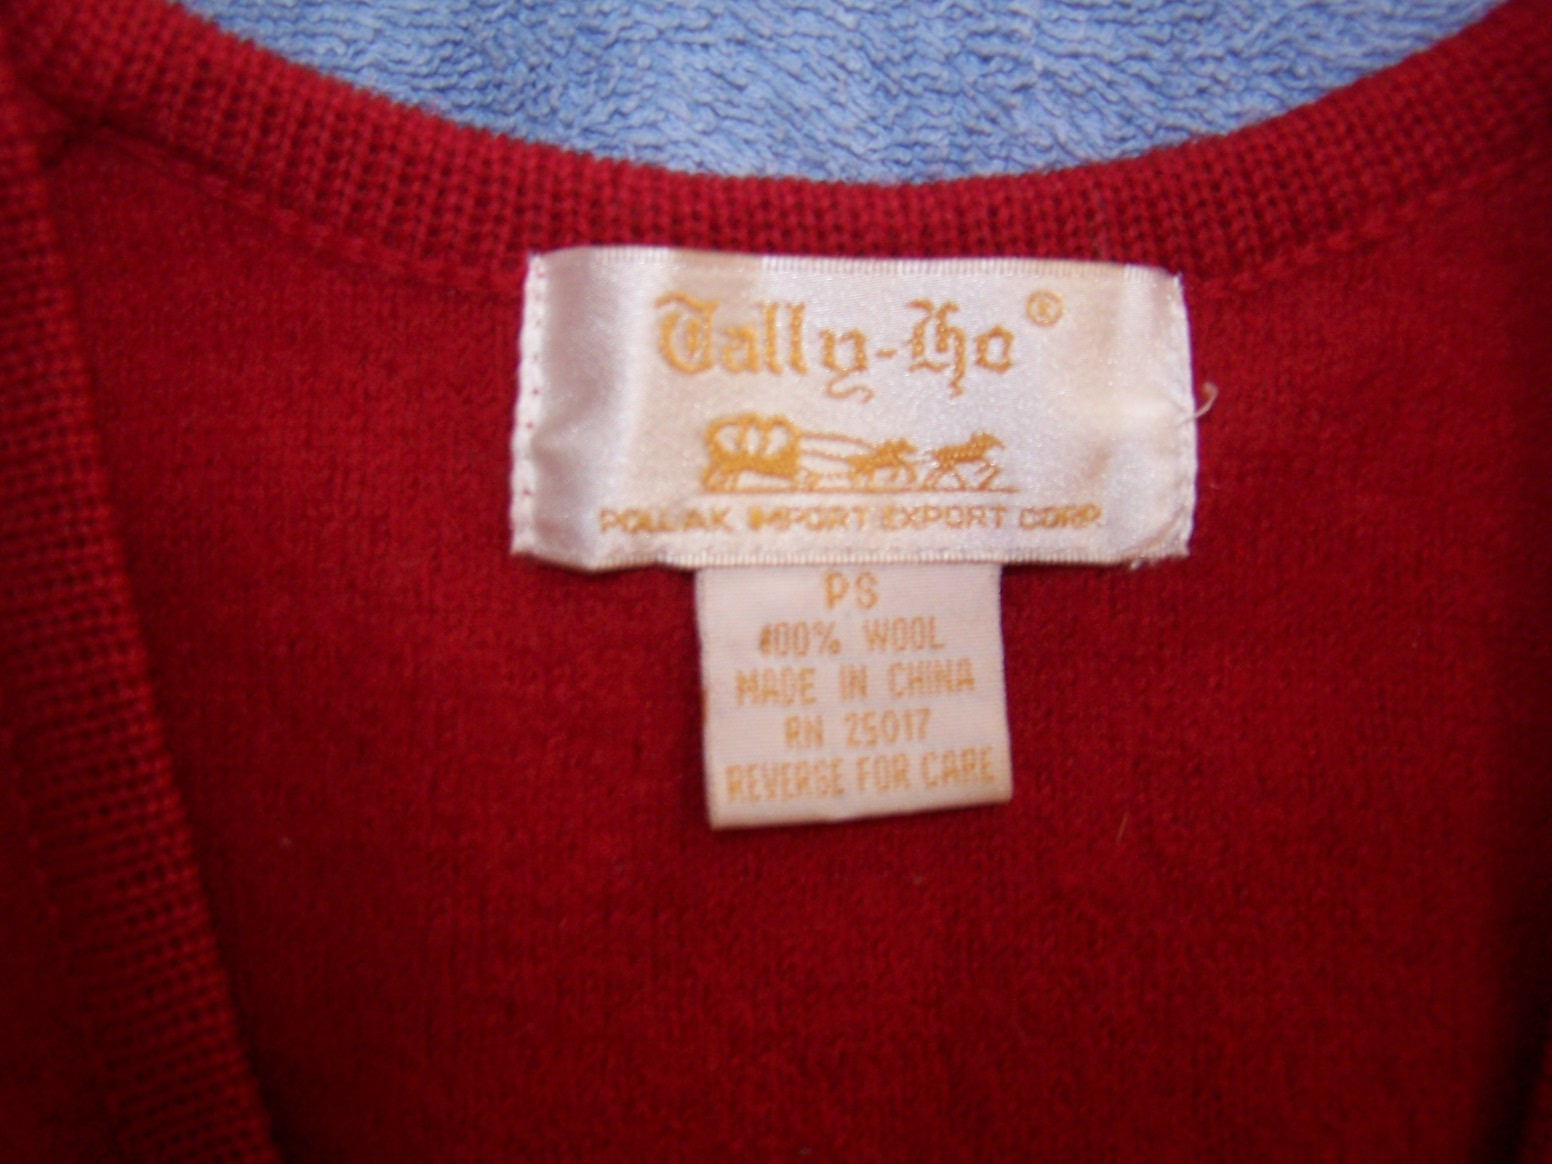 Tally-Ho ®
POLLAK IMPORT EXPORT CORP.
PS
100% WOOL
MADE IN CHINA
RN 25017
REVERSE FOR CARE